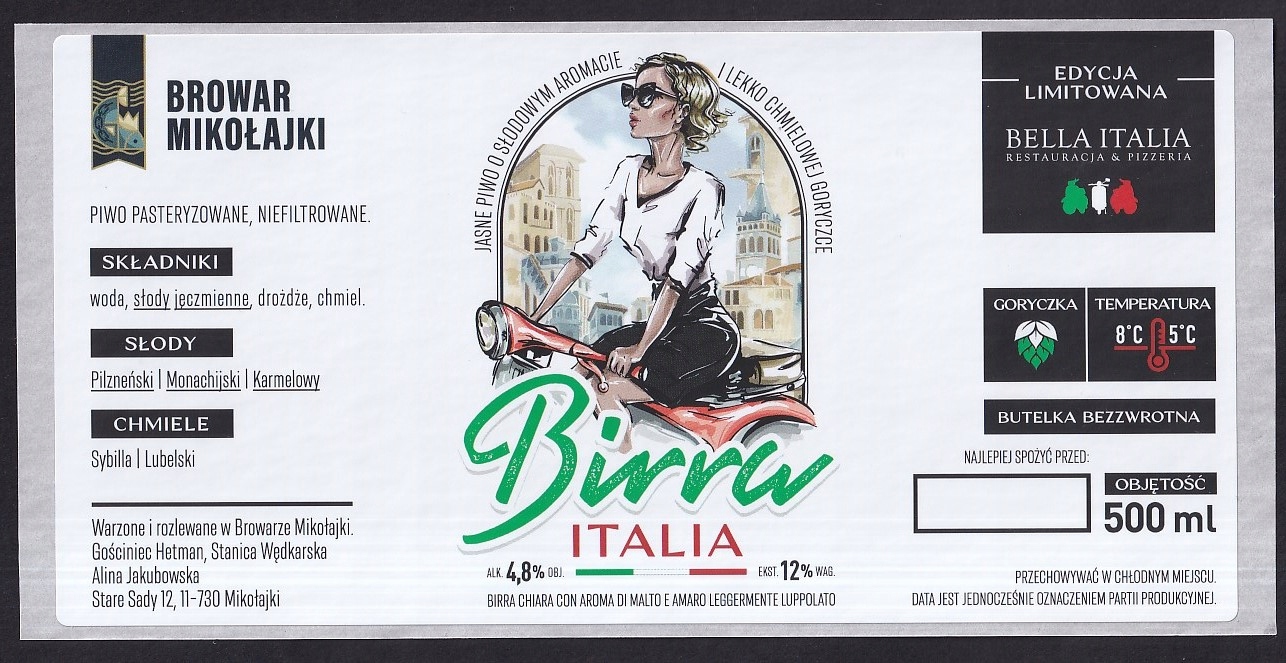 BROWAR
MIKOŁAJKI
PIWO PASTERYZOWANE, NIEFILTROWANE.
SKŁADNIKI
woda, słody jęczmienne, drożdże, chmiel.
SŁODY
Pilzneński | Monachijski | Karmelowy
CHMIELE
Sybilla | Lubelski
Warzone i rozlewane w Browarze Mikołajki.
Gościniec Hetman, Stanica Wędkarska
Alina Jakubowska
Stare Sady 12, 11-730 Mikołajki
JASNE PIWO O SŁODOWYM AROMACIE I LEKKO CHMIELOWEJ GORYCZCE
Birra
ITALIA
ALK. 4,8% OBJ. EKST. 12% WAG.
BIRRA CHIARA CON AROMA DI MALTO E AMARO LEGGERMENTE LUPPOLATO
EDYCJA
LIMITOWANA
BELLA ITALIA
RESTAURACJA & PIZZERIA
GORYCZKA
TEMPERATURA
8°C 5°C
BUTELKA BEZZWROTNA
NAJLEPIEJ SPOŻYĆ PRZED:
OBJĘTOŚĆ
500 ml
PRZECHOWYWAĆ W CHŁODNYM MIEJSCU.
DATA JEST JEDNOCZEŚNIE OZNACZENIEM PARTII PRODUKCYJNEJ.